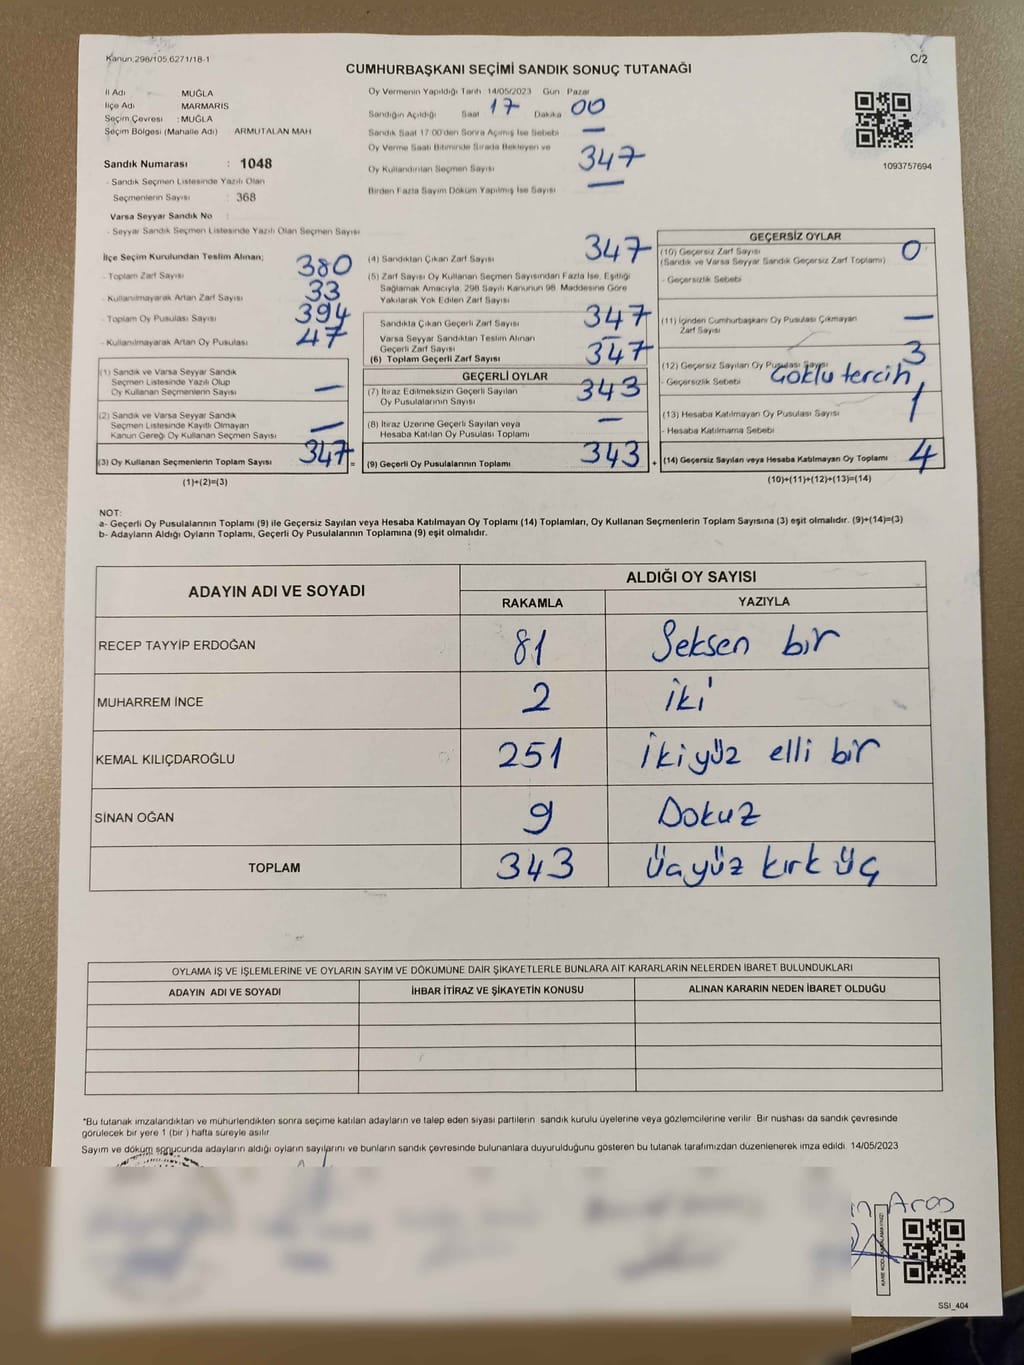 Kanun.298/105.6271/18-1
C/2
CUMHURBAŞKANI SEÇİMİ SANDIK SONUÇ TUTANAĞI
İl Adı MUĞLA
İlçe Adı MARMARİS
Seçim Çevresi : MUĞLA
Seçim Bölgesi (Mahalle Adı) ARMUTALAN MAH
Sandık Numarası : 1048
- Sandık Seçmen Listesinde Yazılı Olan
Seçmenlerin Sayısı : 368
Varsa Seyyar Sandık No :
- Seyyar Sandık Seçmen Listesinde Yazılı Olan Seçmen Sayısı
Oy Vermenin Yapıldığı Tarih 14/05/2023 Gün Pazar
Sandığın Açıldığı Saat 17 Dakika 00
Sandık Saat 17:00'den Sonra Açımış İse Sebebi —
Oy Verme Saati Bitiminde Sırada Bekleyen ve
Oy Kullandırılan Seçmen Sayısı 347
Birden Fazla Sayım Döküm Yapılmış İse Sayısı —
1093757694
İlçe Seçim Kurulundan Teslim Alınan;
- Toplam Zarf Sayısı 380
- Kullanılmayarak Artan Zarf Sayısı 33
- Toplam Oy Pusulası Sayısı 394
- Kullanılmayarak Artan Oy Pusulası 47
(1) Sandık ve Varsa Seyyar Sandık
Seçmen Listesinde Yazılı Olup
Oy Kullanan Seçmenlerin Sayısı —
(2) Sandık ve Varsa Seyyar Sandık
Seçmen Listesinde Kayıtlı Olmayan
Kanun Gereği Oy Kullanan Seçmen Sayısı —
(3) Oy Kullanan Seçmenlerin Toplam Sayısı 347 =
(1)+(2)=(3)
(4) Sandıktan Çıkan Zarf Sayısı 347
(5) Zarf Sayısı Oy Kullanan Seçmen Sayısından Fazla İse, Eşitliği
Sağlamak Amacıyla, 298 Sayılı Kanunun 98. Maddesine Göre
Yakılarak Yok Edilen Zarf Sayısı
Sandıkta Çıkan Geçerli Zarf Sayısı 347
Varsa Seyyar Sandıktan Teslim Alınan
Geçerli Zarf Sayısı —
(6) Toplam Geçerli Zarf Sayısı 347
GEÇERLİ OYLAR
(7) İtiraz Edilmeksizin Geçerli Sayılan
Oy Pusulalarının Sayısı 343
(8) İtiraz Üzerine Geçerli Sayılan veya
Hesaba Katılan Oy Pusulası Toplamı —
(9) Geçerli Oy Pusulalarının Toplamı 343 +
GEÇERSİZ OYLAR
(10) Geçersiz Zarf Sayısı 0
(Sandık ve Varsa Seyyar Sandık Geçersiz Zarf Toplamı)
- Geçersizlik Sebebi
(11) İçinden Cumhurbaşkanı Oy Pusulası Çıkmayan —
Zarf Sayısı
(12) Geçersiz Sayılan Oy Pusulası Sayısı 3
- Geçersizlik Sebebi Çoklu tercih
(13) Hesaba Katılmayan Oy Pusulası Sayısı 1
- Hesaba Katılmama Sebebi
(14) Geçersiz Sayılan veya Hesaba Katılmayan Oy Toplamı 4
(10)+(11)+(12)+(13)=(14)
NOT:
a- Geçerli Oy Pusulalarının Toplamı (9) ile Geçersiz Sayılan veya Hesaba Katılmayan Oy Toplamı (14) Toplamları, Oy Kullanan Seçmenlerin Toplam Sayısına (3) eşit olmalıdır. (9)+(14)=(3)
b- Adayların Aldığı Oyların Toplamı, Geçerli Oy Pusulalarının Toplamına (9) eşit olmalıdır.
ADAYIN ADI VE SOYADI
ALDIĞI OY SAYISI
RAKAMLA YAZIYLA
RECEP TAYYİP ERDOĞAN 81 Seksen bir
MUHARREM İNCE 2 İki
KEMAL KILIÇDAROĞLU 251 İkiyüz elli bir
SİNAN OĞAN 9 Dokuz
TOPLAM 343 Üçyüz kırk üç
OYLAMA İŞ VE İŞLEMLERİNE VE OYLARIN SAYIM VE DÖKÜMÜNE DAİR ŞİKAYETLERLE BUNLARA AİT KARARLARIN NELERDEN İBARET BULUNDUKLARI
ADAYIN ADI VE SOYADI İHBAR İTİRAZ VE ŞİKAYETİN KONUSU ALINAN KARARIN NEDEN İBARET OLDUĞU
*Bu tutanak imzalandıktan ve mühürlendikten sonra seçime katılan adayların ve talep eden siyasi partilerin sandık kurulu üyelerine veya gözlemcilerine verilir. Bir nüshası da sandık çevresinde
görülecek bir yere 1 (bir) hafta süreyle asılır.
Sayım ve döküm sonucunda adayların aldığı oyların sayılarını ve bunların sandık çevresinde bulunanlara duyurulduğunu gösteren bu tutanak tarafımızdan düzenlenerek imza edildi. 14/05/2023
Aras
SSI_404